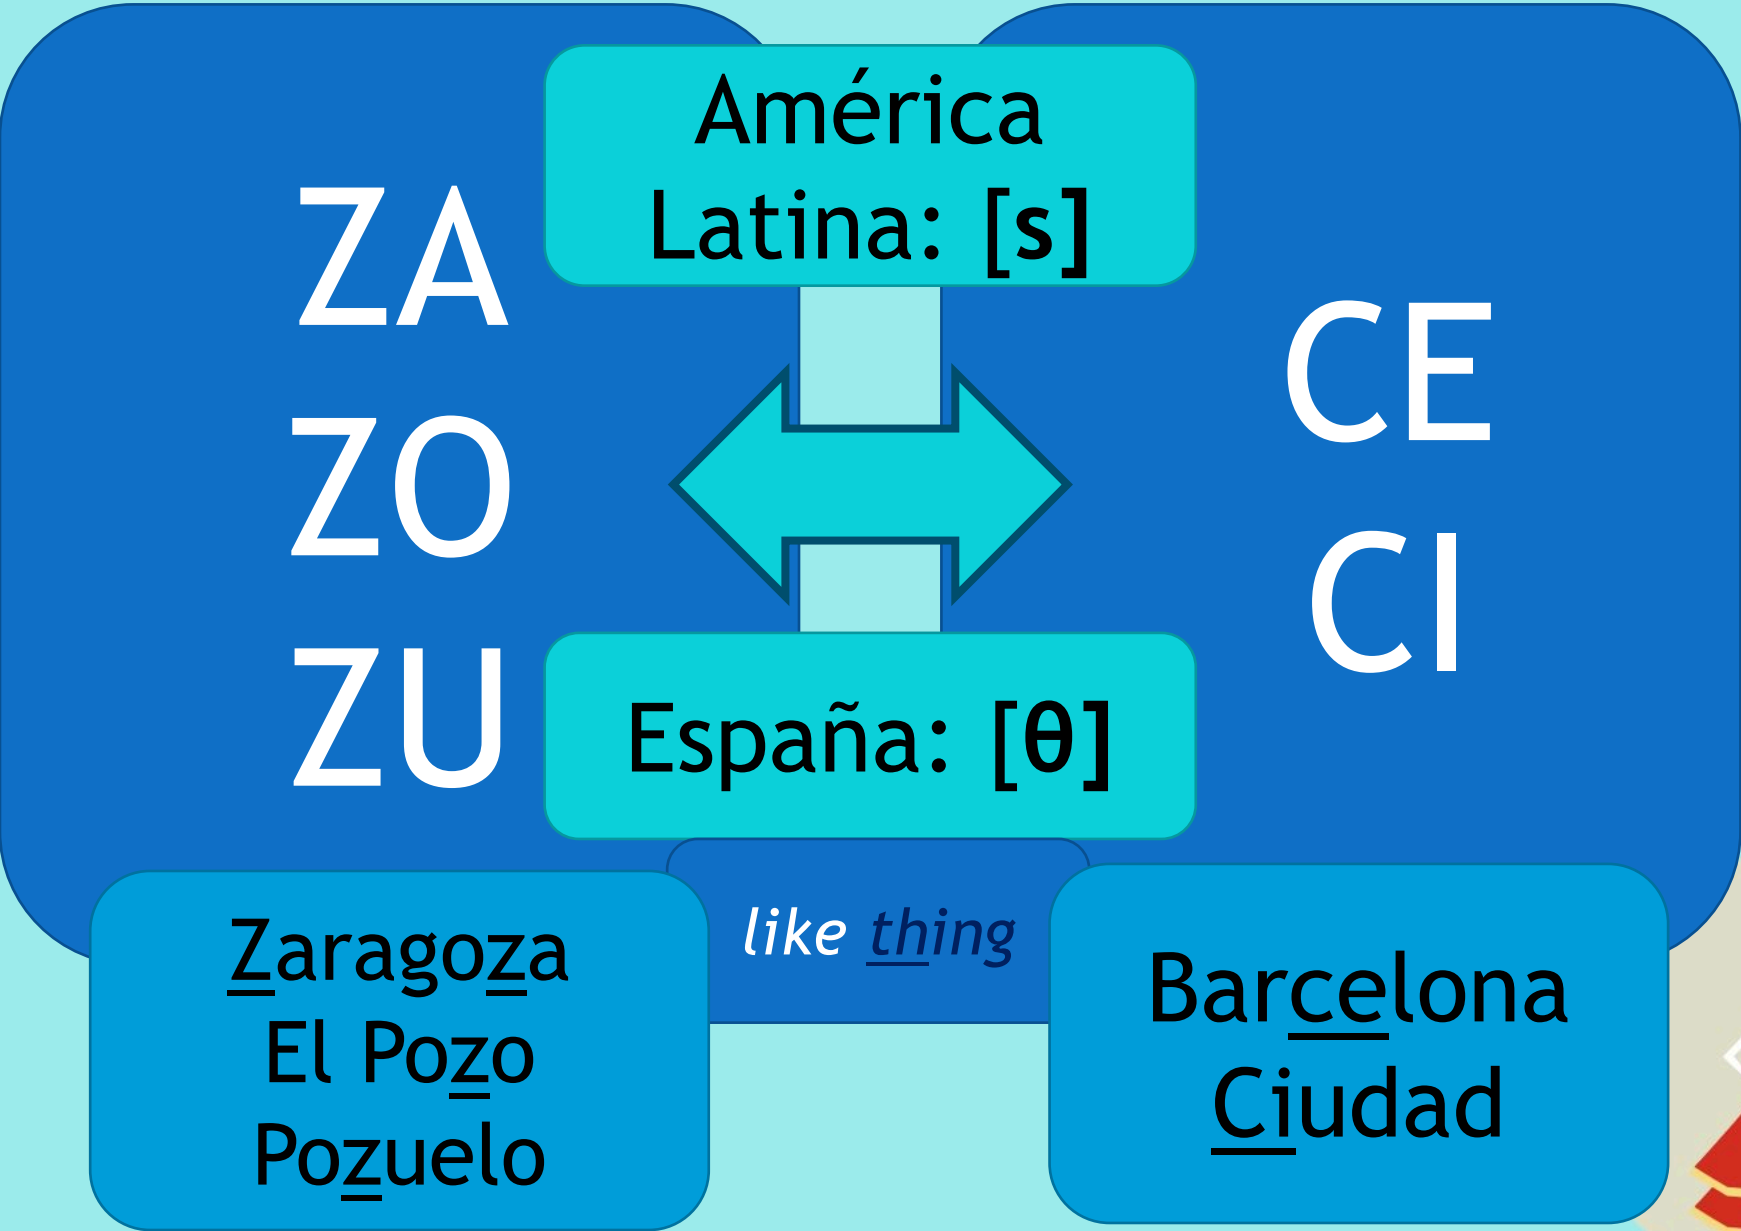 América
Latina: [s]
ZA
ZO
ZU
CE
CI
España: [θ]
like thing
Zaragoza
El Pozo
Pozuelo
Barcelona
Ciudad